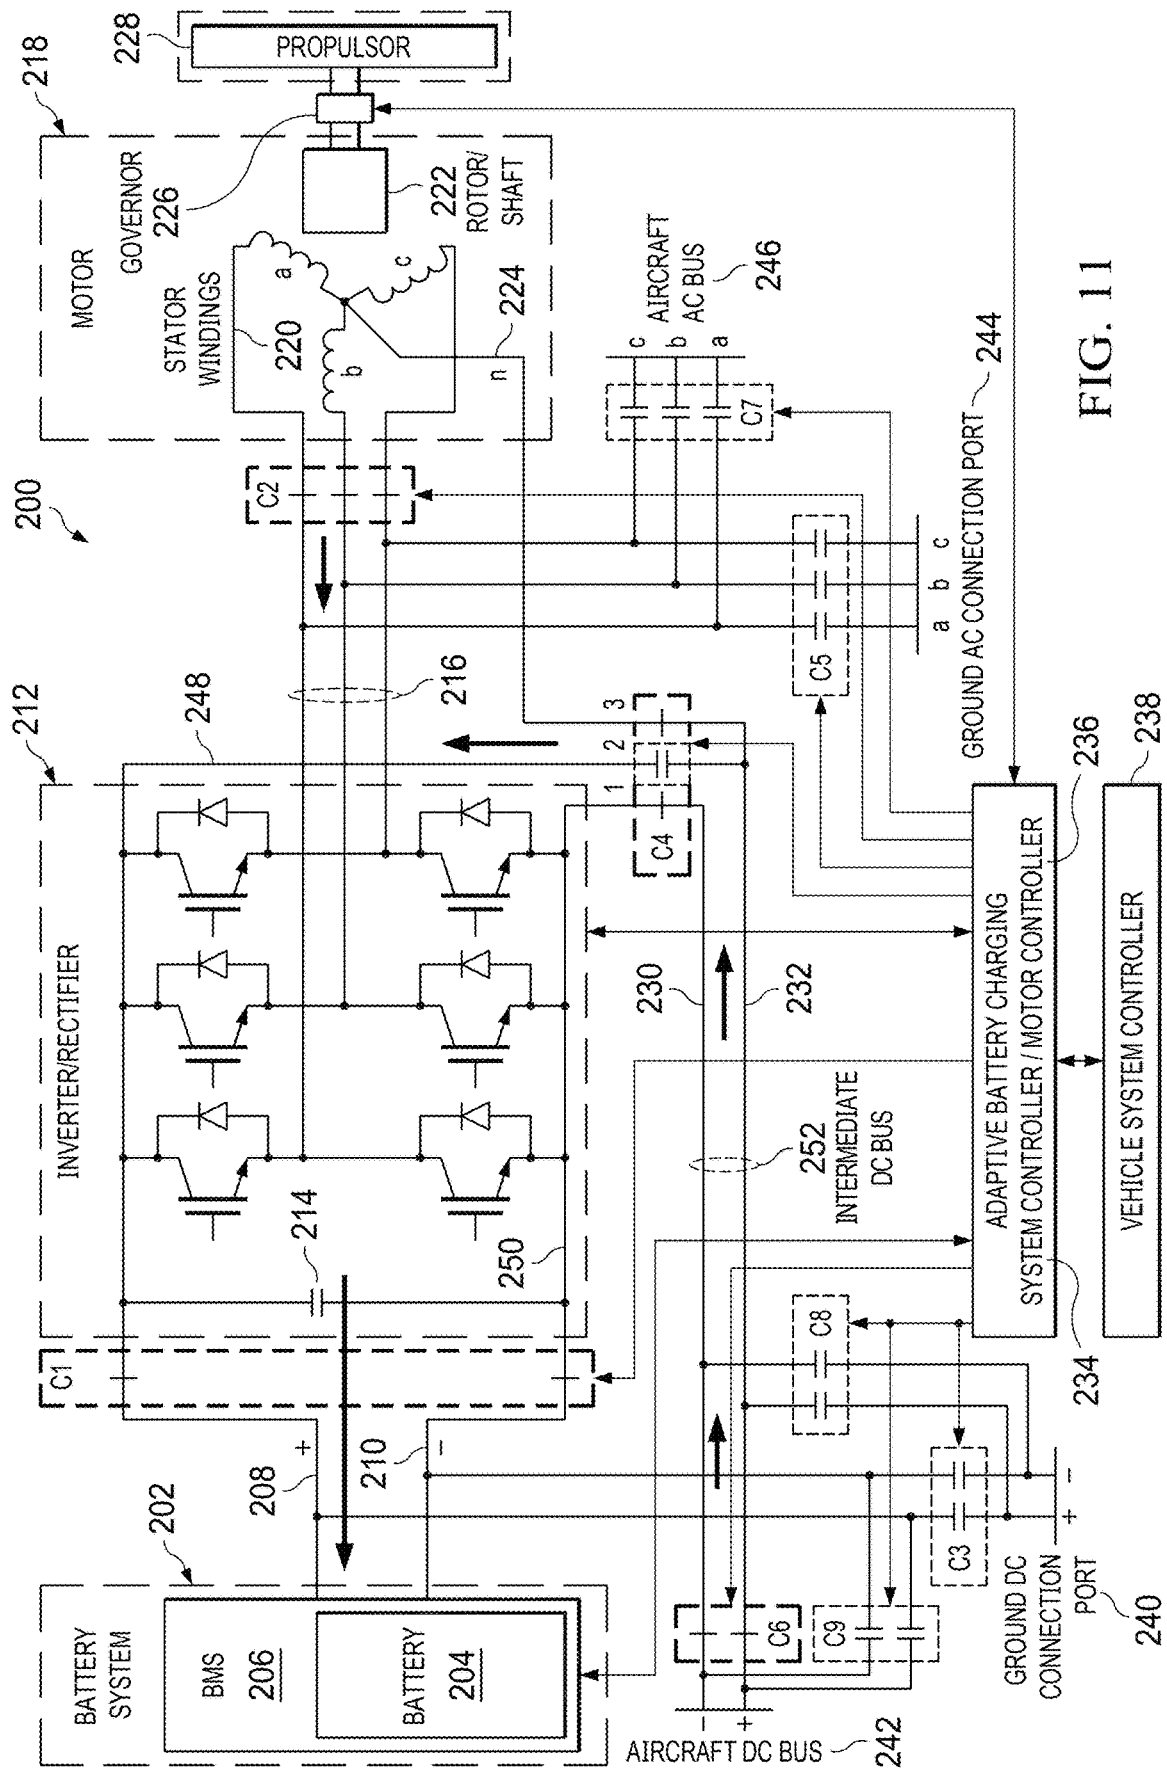 FIG. 11
200
BATTERY
SYSTEM
202
BMS
206
BATTERY
204
208
+
210
−
C1
INVERTER/RECTIFIER
212
214
250
248
216
C2
MOTOR
218
GOVERNOR
226
STATOR
WINDINGS
220
a
b
c
n
224
222
ROTOR/
SHAFT
228
PROPULSOR
C4
1
2
3
230
232
252
INTERMEDIATE
DC BUS
C5
a
b
c
GROUND AC CONNECTION PORT
244
C7
c
b
a
AIRCRAFT
AC BUS
246
AIRCRAFT DC BUS
242
−
+
C6
C9
C3
C8
+
−
GROUND DC
CONNECTION
PORT
240
ADAPTIVE BATTERY CHARGING
SYSTEM CONTROLLER / MOTOR CONTROLLER
234
236
VEHICLE SYSTEM CONTROLLER
238